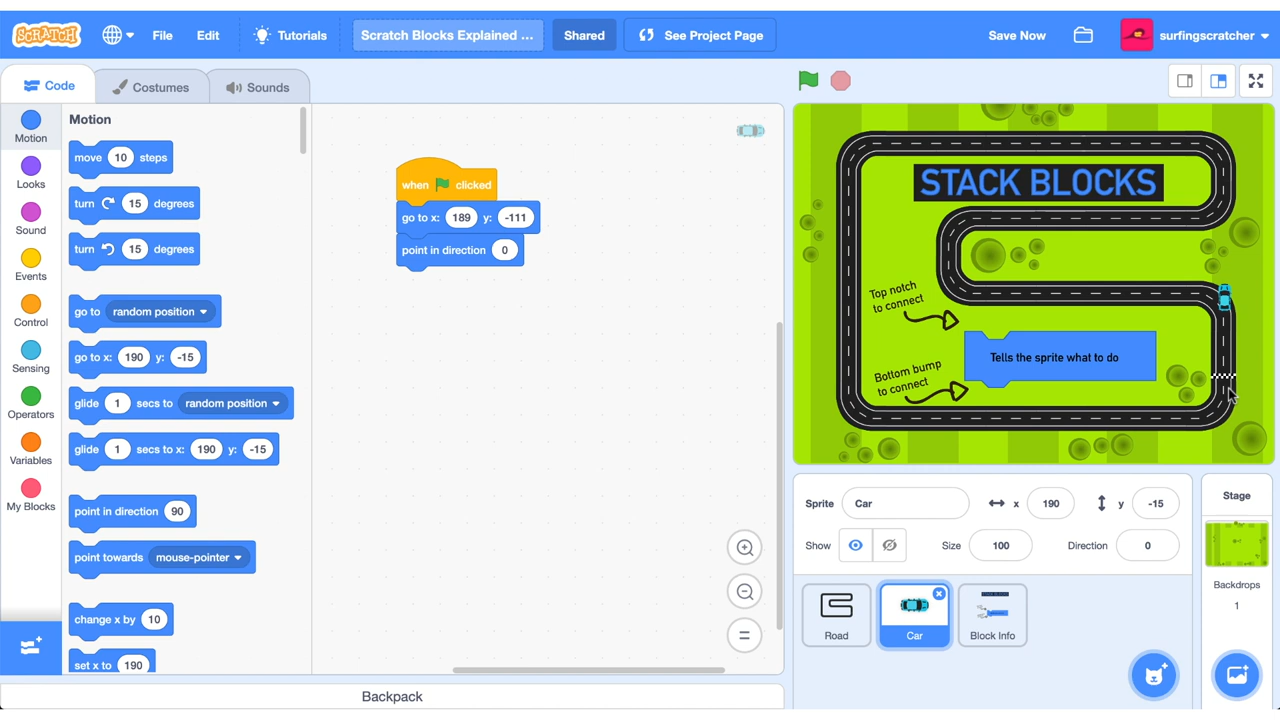 SCRATCH File Edit Tutorials Scratch Blocks Explained ... Shared See Project Page Save Now surfingscratcher
Code Costumes Sounds
Motion
Looks
Sound
Events
Control
Sensing
Operators
Variables
My Blocks
Motion
move 10 steps
turn 15 degrees
turn 15 degrees
go to random position
go to x: 190 y: -15
glide 1 secs to random position
glide 1 secs to x: 190 y: -15
point in direction 90
point towards mouse-pointer
change x by 10
set x to 190
when clicked
go to x: 189 y: -111
point in direction 0
Backpack
STACK BLOCKS
Top notch
to connect
Tells the sprite what to do
Bottom bump
to connect
Sprite Car x 190 y -15
Show Size 100 Direction 0
Road Car Block Info
STACK BLOCKS
Stage
Backdrops
1